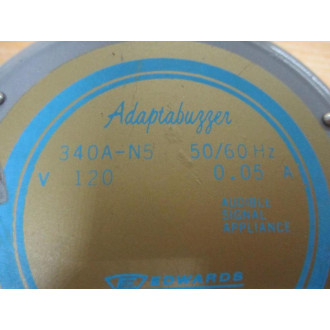 Adaptabuzzer
340A-N5 50/60 Hz
V 120 0.05 A
AUDIBLE
SIGNAL
APPLIANCE
EDWARDS